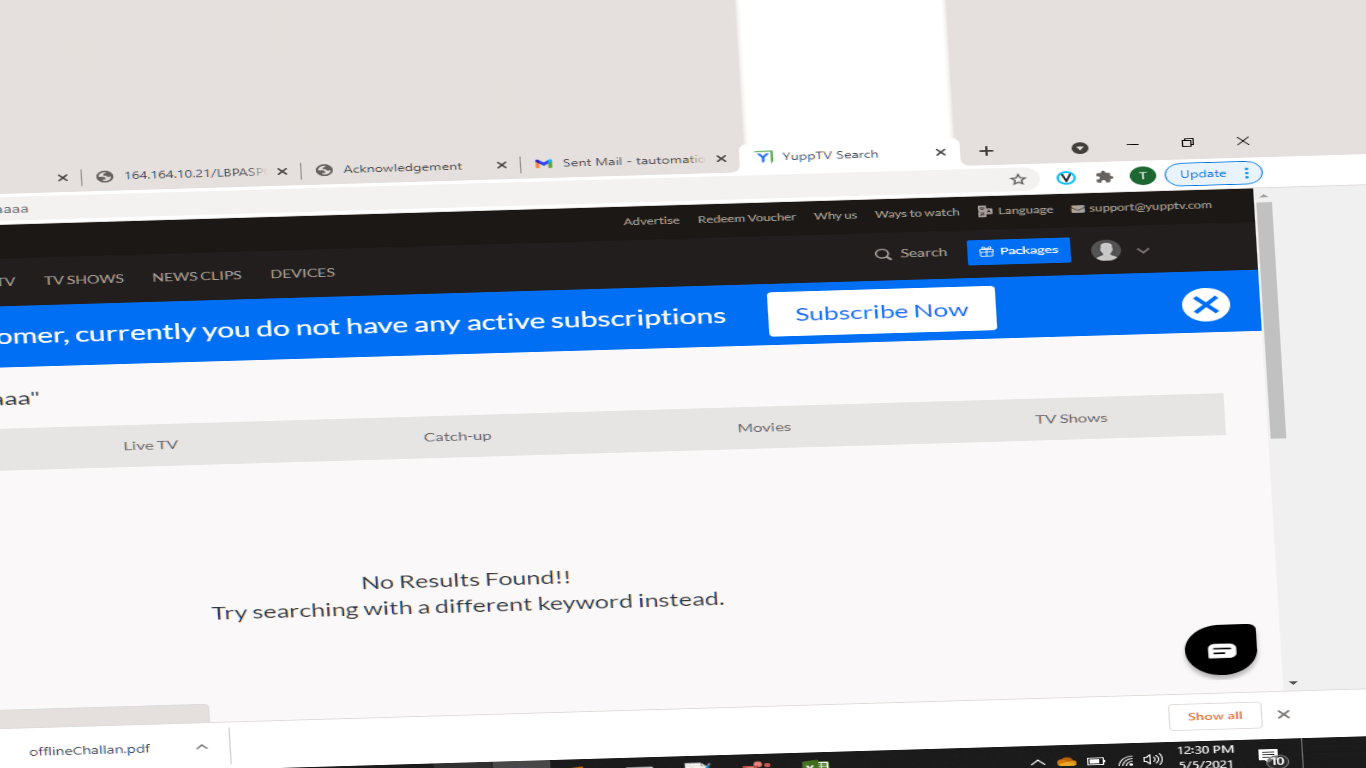 164.164.10.21/LBPASP
Acknowledgement
Sent Mail - tautomatio
YuppTV Search
aaaa
T
Update
Advertise
Redeem Voucher
Why us
Ways to watch
Language
support@yupptv.com
TV
TV SHOWS
NEWS CLIPS
DEVICES
Search
Packages
omer, currently you do not have any active subscriptions
Subscribe Now
aaa"
Live TV
Catch-up
Movies
TV Shows
No Results Found!!
Try searching with a different keyword instead.
offlineChallan.pdf
Show all
12:30 PM
5/5/2021
10